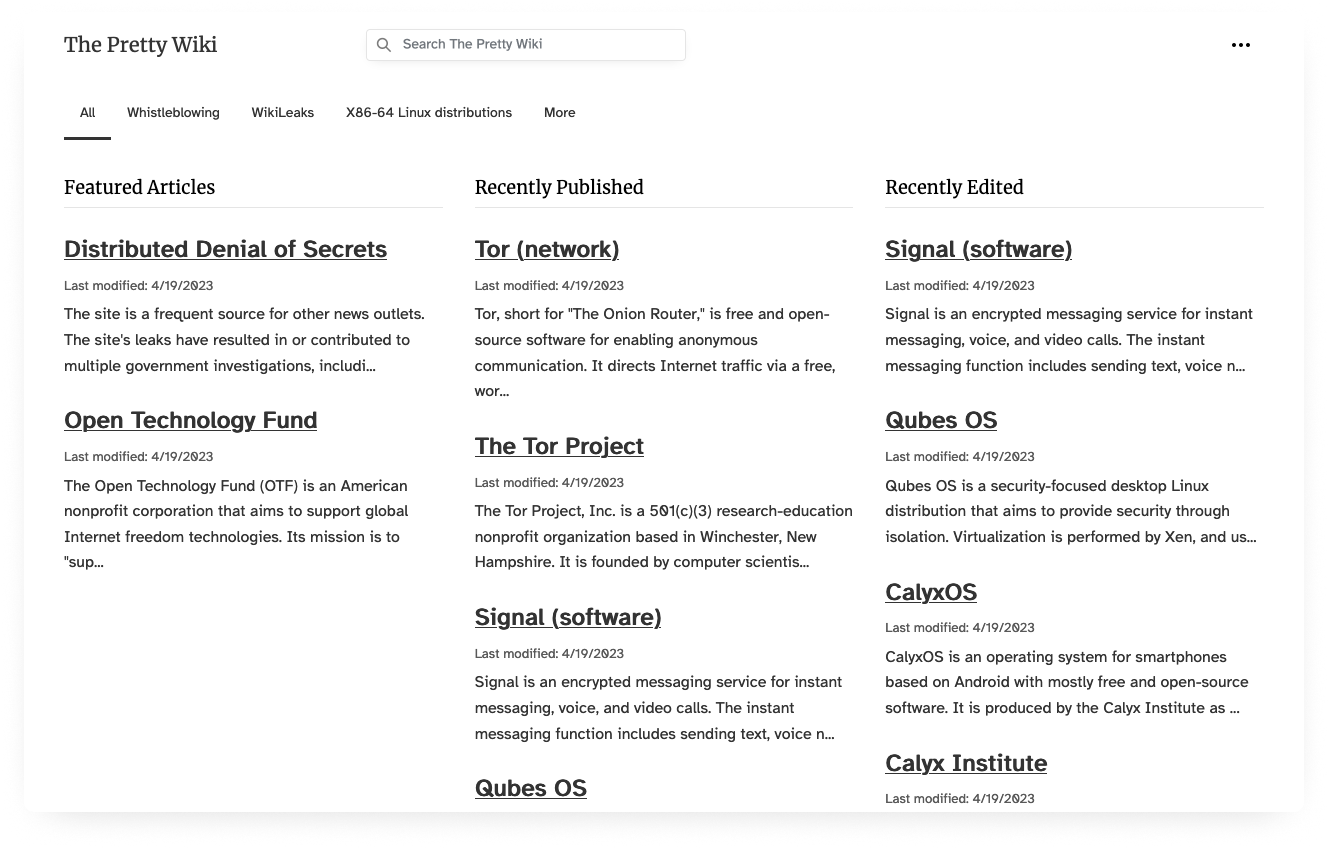 The Pretty Wiki
Search The Pretty Wiki
All Whistleblowing WikiLeaks X86-64 Linux distributions More
Featured Articles
Distributed Denial of Secrets
Last modified: 4/19/2023
The site is a frequent source for other news outlets.
The site's leaks have resulted in or contributed to
multiple government investigations, includi...
Open Technology Fund
Last modified: 4/19/2023
The Open Technology Fund (OTF) is an American
nonprofit corporation that aims to support global
Internet freedom technologies. Its mission is to
"sup...
Recently Published
Tor (network)
Last modified: 4/19/2023
Tor, short for "The Onion Router," is free and open-
source software for enabling anonymous
communication. It directs Internet traffic via a free,
wor...
The Tor Project
Last modified: 4/19/2023
The Tor Project, Inc. is a 501(c)(3) research-education
nonprofit organization based in Winchester, New
Hampshire. It is founded by computer scientis...
Signal (software)
Last modified: 4/19/2023
Signal is an encrypted messaging service for instant
messaging, voice, and video calls. The instant
messaging function includes sending text, voice n...
Qubes OS
Recently Edited
Signal (software)
Last modified: 4/19/2023
Signal is an encrypted messaging service for instant
messaging, voice, and video calls. The instant
messaging function includes sending text, voice n...
Qubes OS
Last modified: 4/19/2023
Qubes OS is a security-focused desktop Linux
distribution that aims to provide security through
isolation. Virtualization is performed by Xen, and us...
CalyxOS
Last modified: 4/19/2023
CalyxOS is an operating system for smartphones
based on Android with mostly free and open-source
software. It is produced by the Calyx Institute as ...
Calyx Institute
Last modified: 4/19/2023